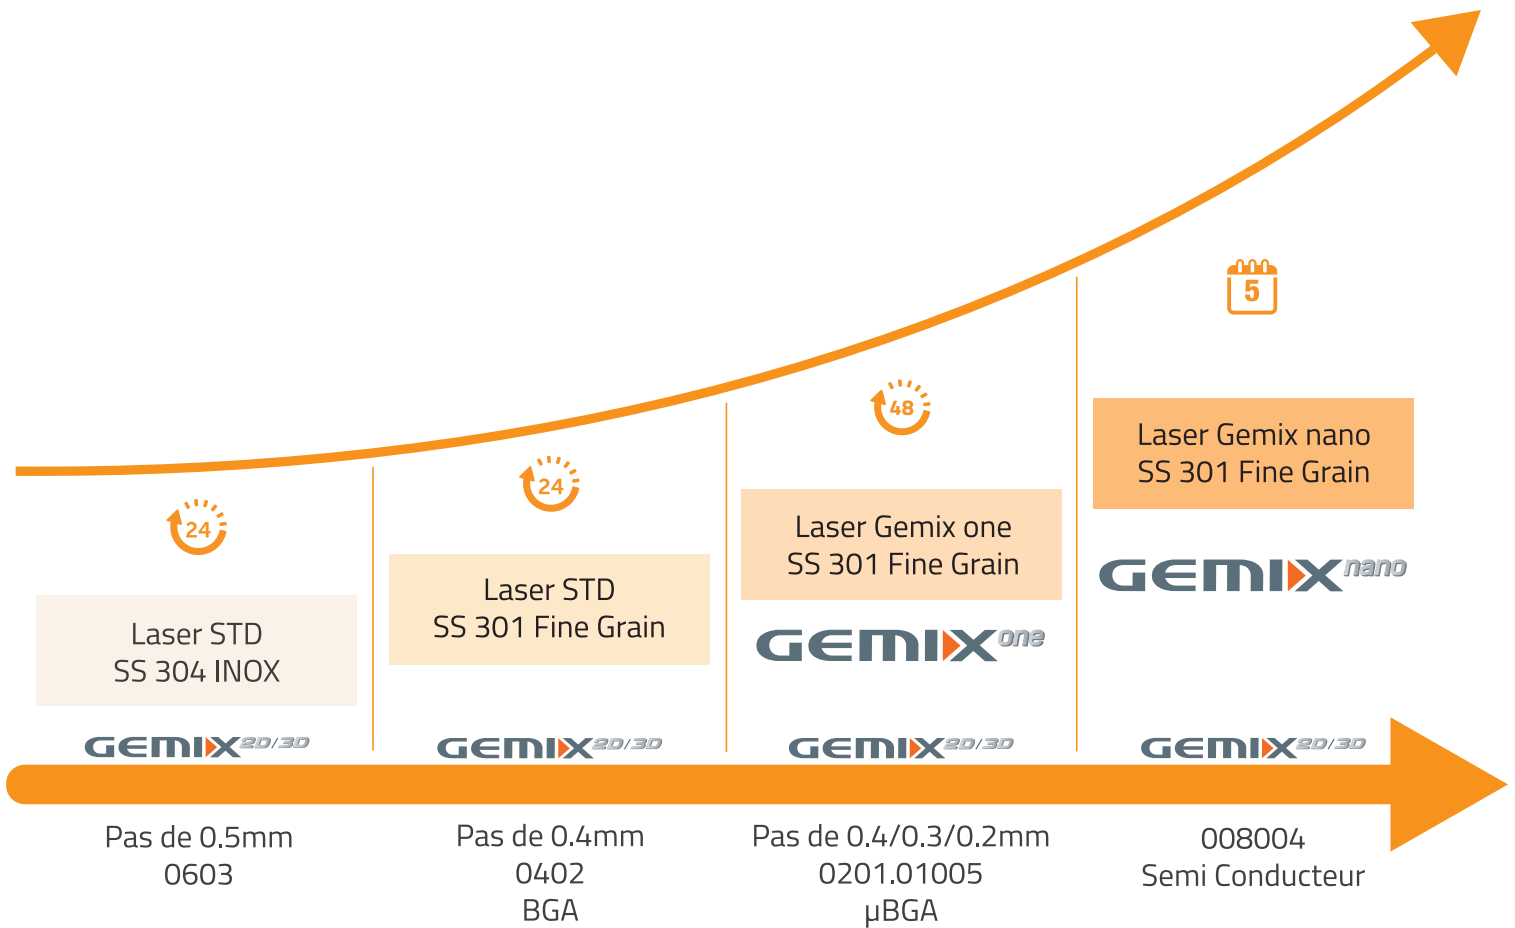 24
Laser STD
SS 304 INOX
GEMIX 2D/3D
Pas de 0.5mm
0603
24
Laser STD
SS 301 Fine Grain
GEMIX 2D/3D
Pas de 0.4mm
0402
BGA
48
Laser Gemix one
SS 301 Fine Grain
GEMIX one
GEMIX 2D/3D
Pas de 0.4/0.3/0.2mm
0201.01005
µBGA
5
Laser Gemix nano
SS 301 Fine Grain
GEMIX nano
GEMIX 2D/3D
008004
Semi Conducteur